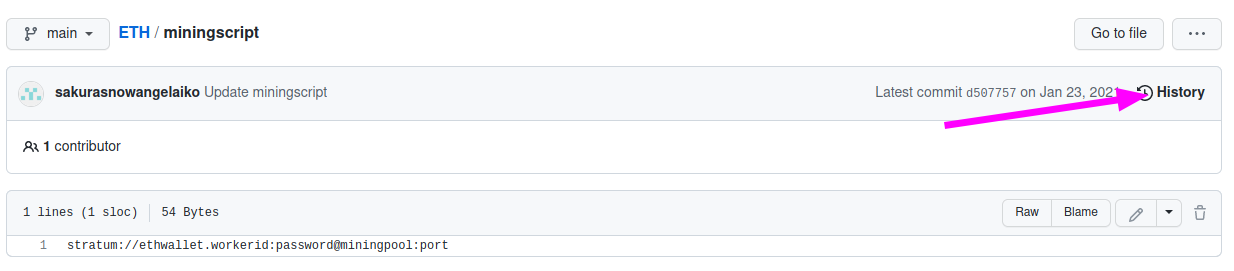 main ETH / miningscript Go to file ...
sakurasnowangelaiko Update miningscript Latest commit d507757 on Jan 23, 2021 History
1 contributor
1 lines (1 sloc) 54 Bytes Raw Blame
1 stratum://ethwallet.workerid:password@miningpool:port